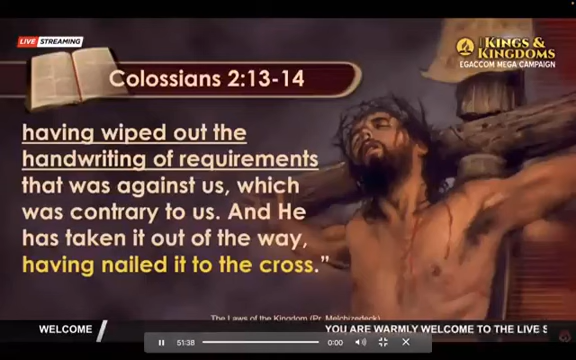 LIVE STREAMING
KINGS &
KINGDOMS
EGACCOM MEGA CAMPAIGN
Colossians 2:13-14
having wiped out the
handwriting of requirements
that was against us, which
was contrary to us. And He
has taken it out of the way,
having nailed it to the cross.”
The Laws of the Kingdom (Pr. Melchizedeck)
WELCOME
YOU ARE WARMLY WELCOME TO THE LIVE S
51:38
0:00